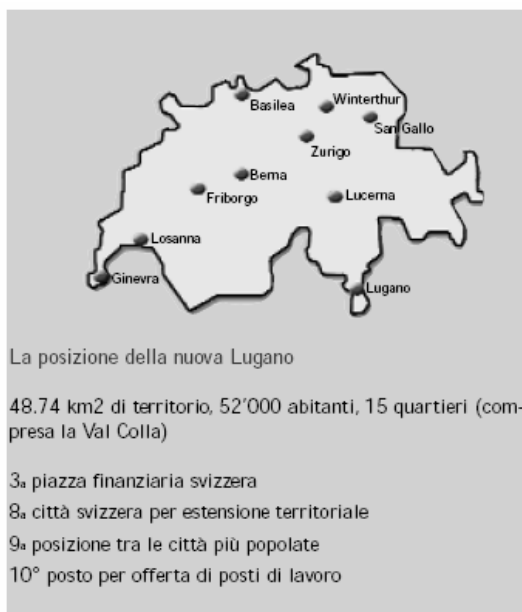 Basilea
Winterthur
San Gallo
Zurigo
Berna
Friborgo
Lucerna
Losanna
Ginevra
Lugano
La posizione della nuova Lugano
48.74 km2 di territorio, 52'000 abitanti, 15 quartieri (com-
presa la Val Colla)
3a piazza finanziaria svizzera
8a città svizzera per estensione territoriale
9a posizione tra le città più popolate
10° posto per offerta di posti di lavoro